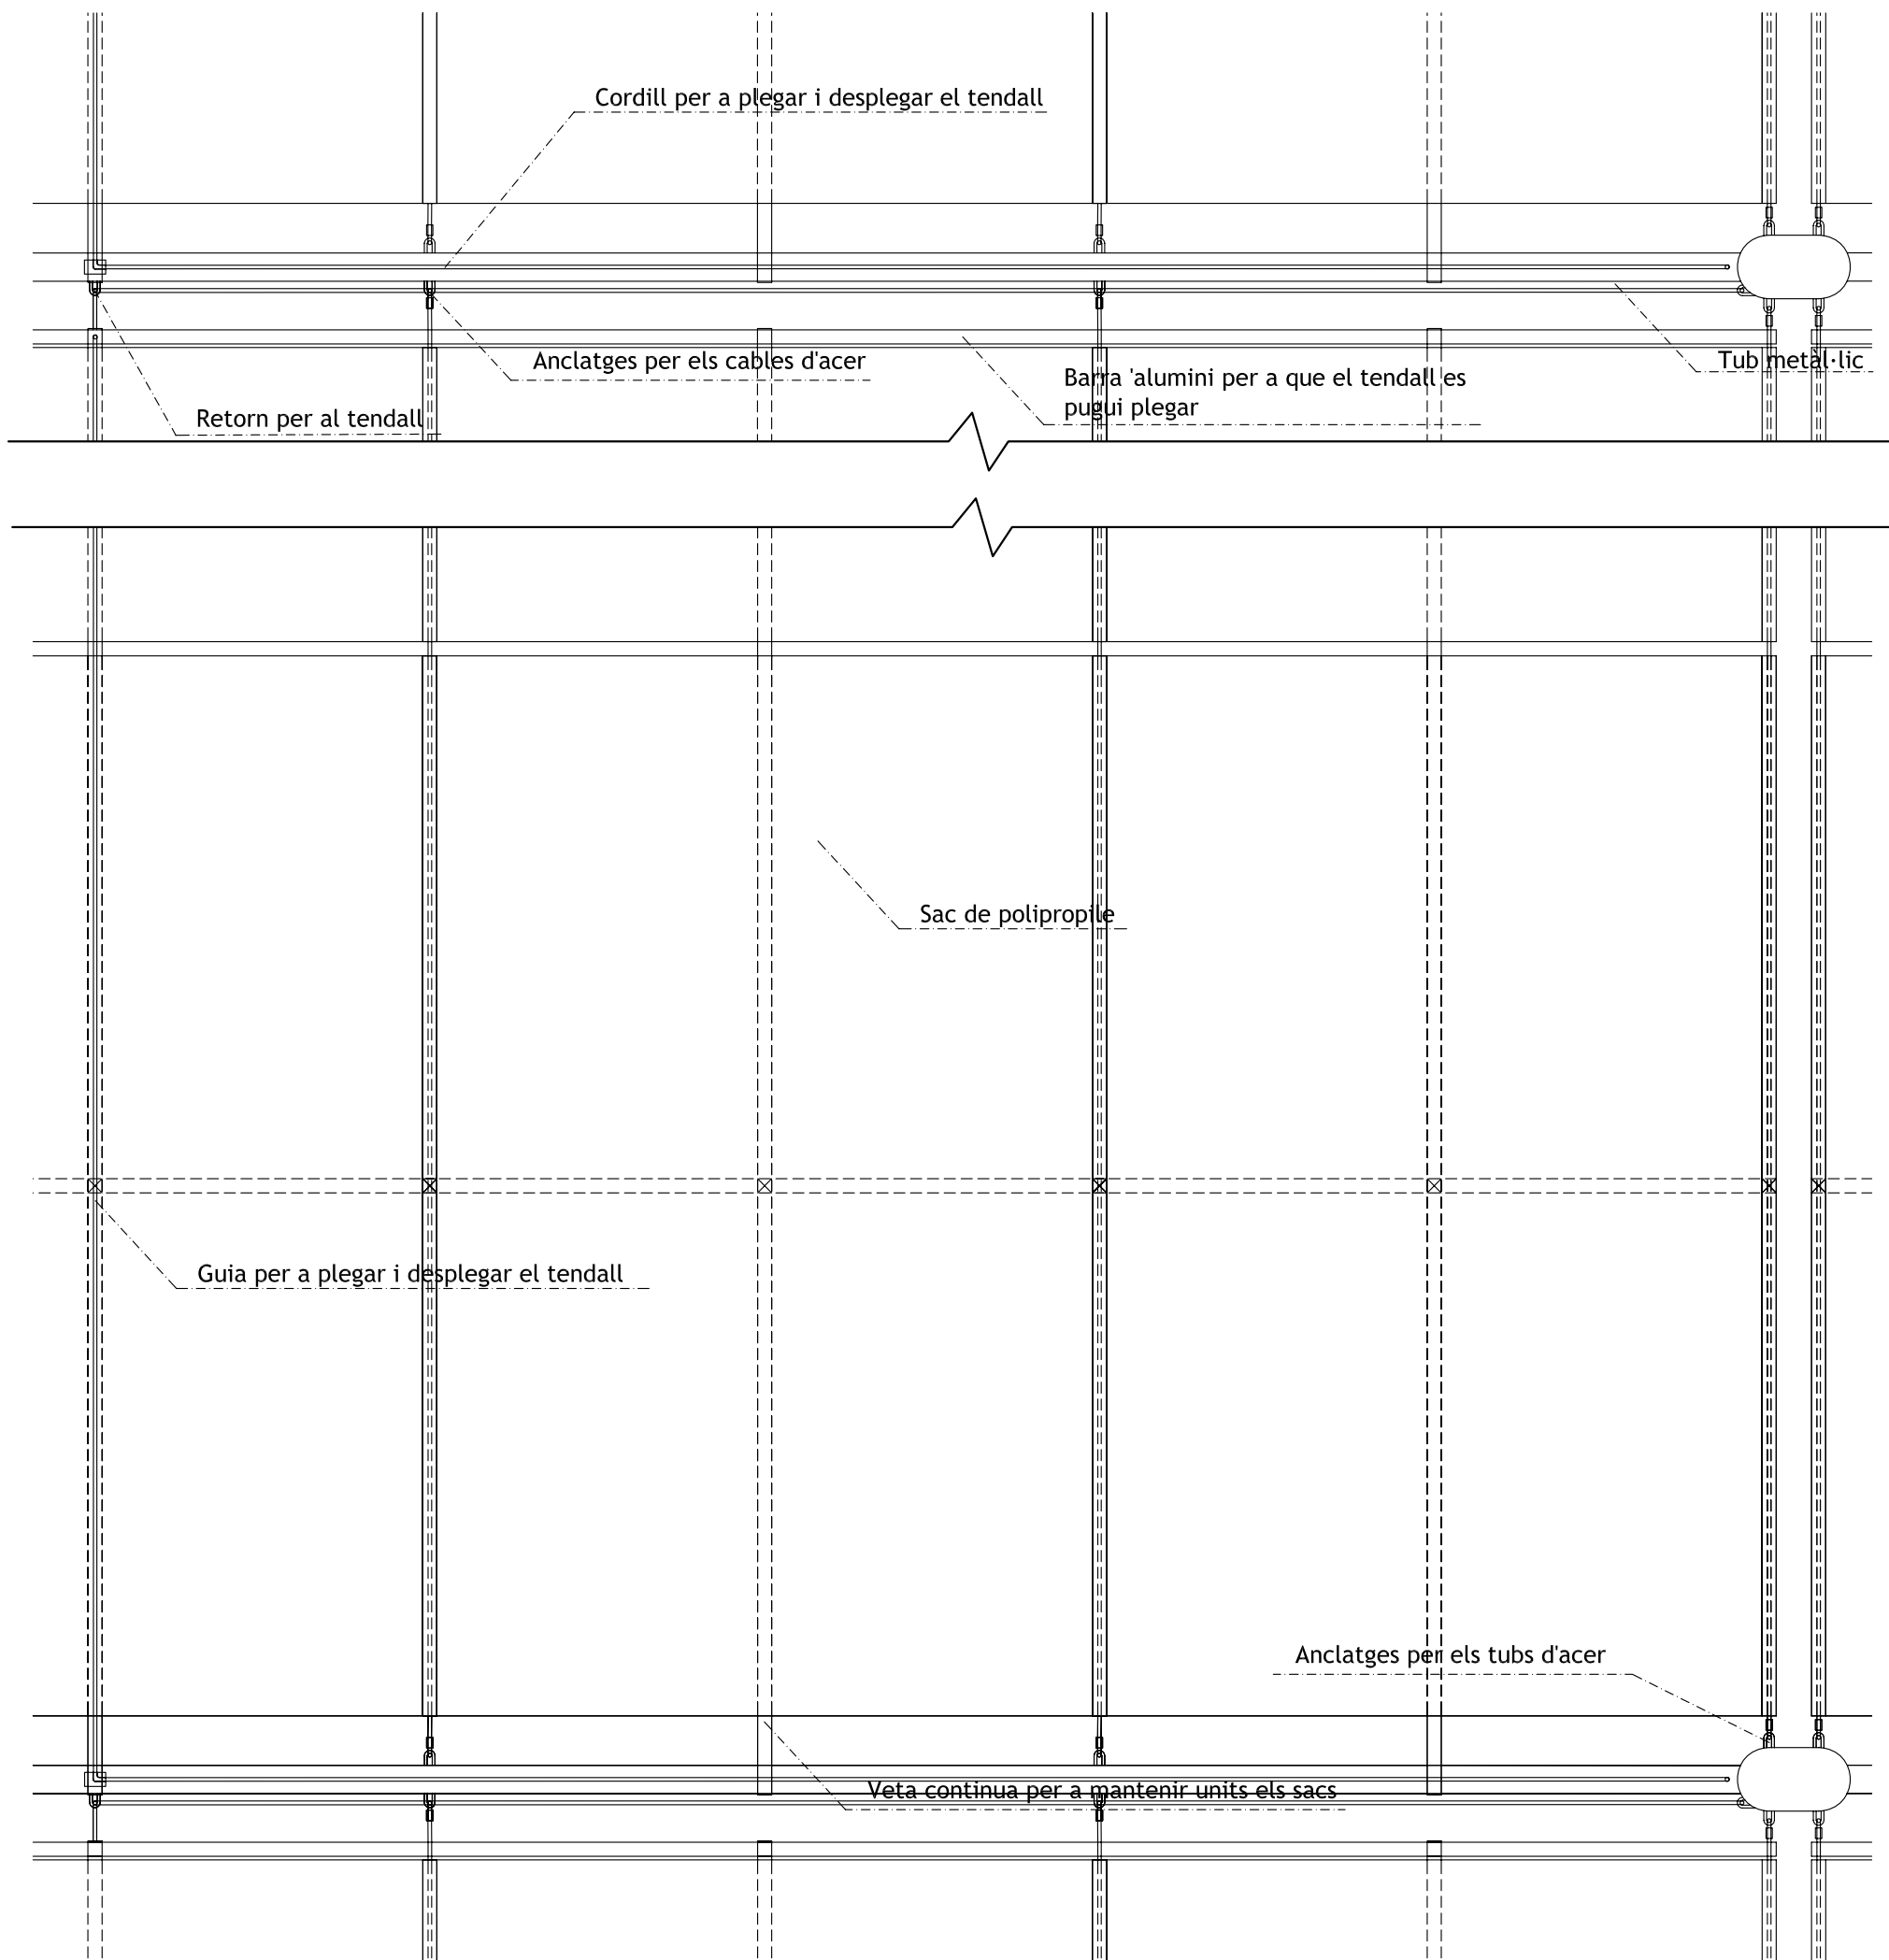 Cordill per a plegar i desplegar el tendall
Anclatges per els cables d'acer
Tub metàl·lic
Barra 'alumini per a que el tendall es
pugui plegar
Retorn per al tendall
Sac de polipropile
Guia per a plegar i desplegar el tendall
Anclatges per els tubs d'acer
Veta continua per a mantenir units els sacs